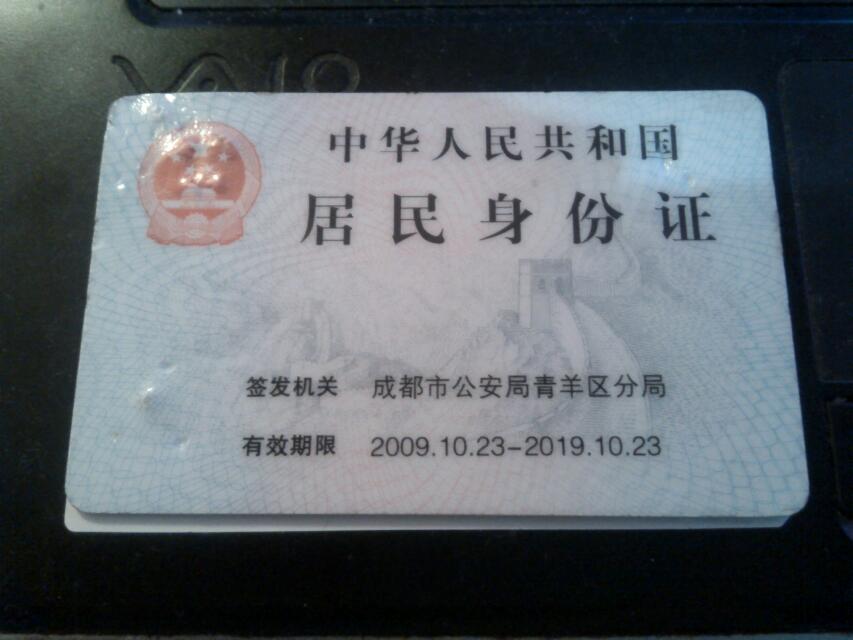 VAIO
中华人民共和国
居民身份证
签发机关 成都市公安局青羊区分局
有效期限 2009.10.23-2019.10.23